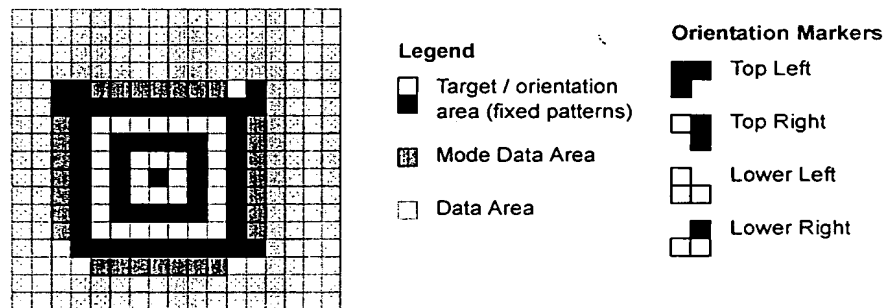 Legend
Target / orientation
area (fixed patterns)
Mode Data Area
Data Area
Orientation Markers
Top Left
Top Right
Lower Left
Lower Right